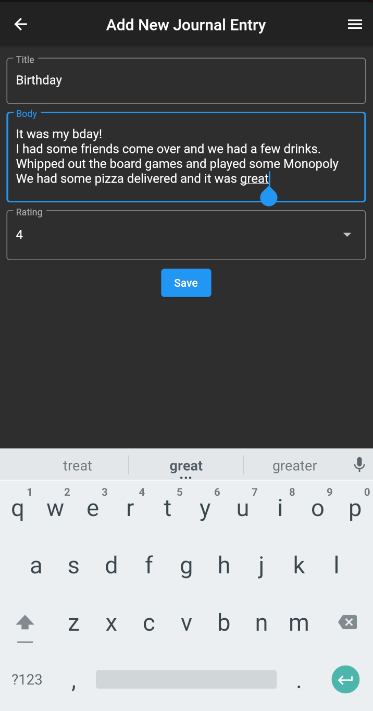 Add New Journal Entry
Title
Birthday
Body
It was my bday!
I had some friends come over and we had a few drinks.
Whipped out the board games and played some Monopoly
We had some pizza delivered and it was great
Rating
4
Save
treat great greater
1 2 3 4 5 6 7 8 9 0
q w e r t y u i o p
a s d f g h j k l
z x c v b n m
?123 , .